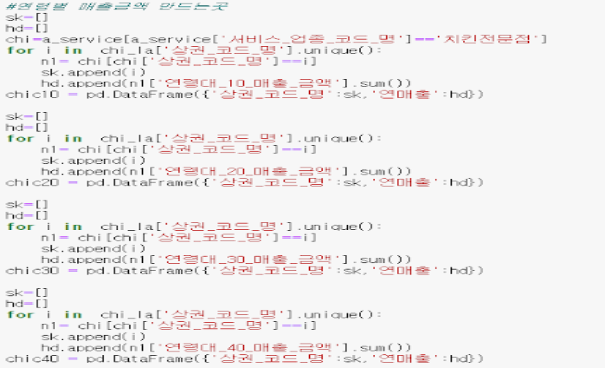 #연령별 매출금액 만드는곳
sk=[]
hd=[]
chi=a_service[a_service['서비스_업종_코드_명']=='치킨전문점']
for i in chi_la['상권_코드_명'].unique():
    n1= chi[chi['상권_코드_명']==i]
    sk.append(i)
    hd.append(n1['연령대_10_매출_금액'].sum())
chic10 = pd.DataFrame({'상권_코드_명':sk,'연매출':hd})
sk=[]
hd=[]
for i in chi_la['상권_코드_명'].unique():
    n1= chi[chi['상권_코드_명']==i]
    sk.append(i)
    hd.append(n1['연령대_20_매출_금액'].sum())
chic20 = pd.DataFrame({'상권_코드_명':sk,'연매출':hd})
sk=[]
hd=[]
for i in chi_la['상권_코드_명'].unique():
    n1= chi[chi['상권_코드_명']==i]
    sk.append(i)
    hd.append(n1['연령대_30_매출_금액'].sum())
chic30 = pd.DataFrame({'상권_코드_명':sk,'연매출':hd})
sk=[]
hd=[]
for i in chi_la['상권_코드_명'].unique():
    n1= chi[chi['상권_코드_명']==i]
    sk.append(i)
    hd.append(n1['연령대_40_매출_금액'].sum())
chic40 = pd.DataFrame({'상권_코드_명':sk,'연매출':hd})